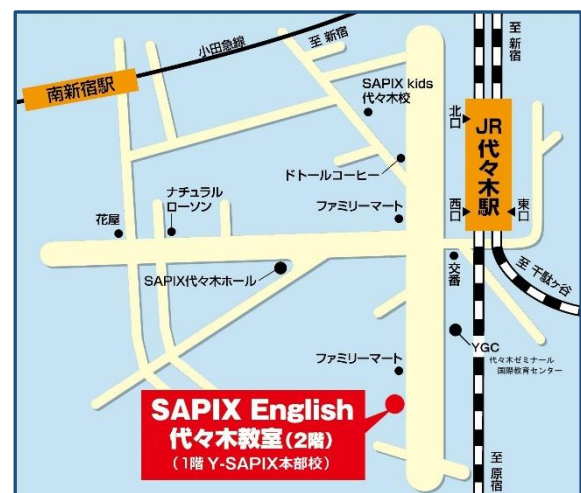 小田急線
至 新宿
至 新宿
南新宿駅
SAPIX kids
代々木校
北口
JR
代々木駅
ドトールコーヒー
ナチュラル
ローソン
花屋
ファミリーマート
西口
東口
SAPIX代々木ホール
交番
至 千駄ヶ谷
YGC
代々木ゼミナール
国際教育センター
ファミリーマート
SAPIX English
代々木教室(2階)
(1階 Y-SAPIX本部校)
至 原宿